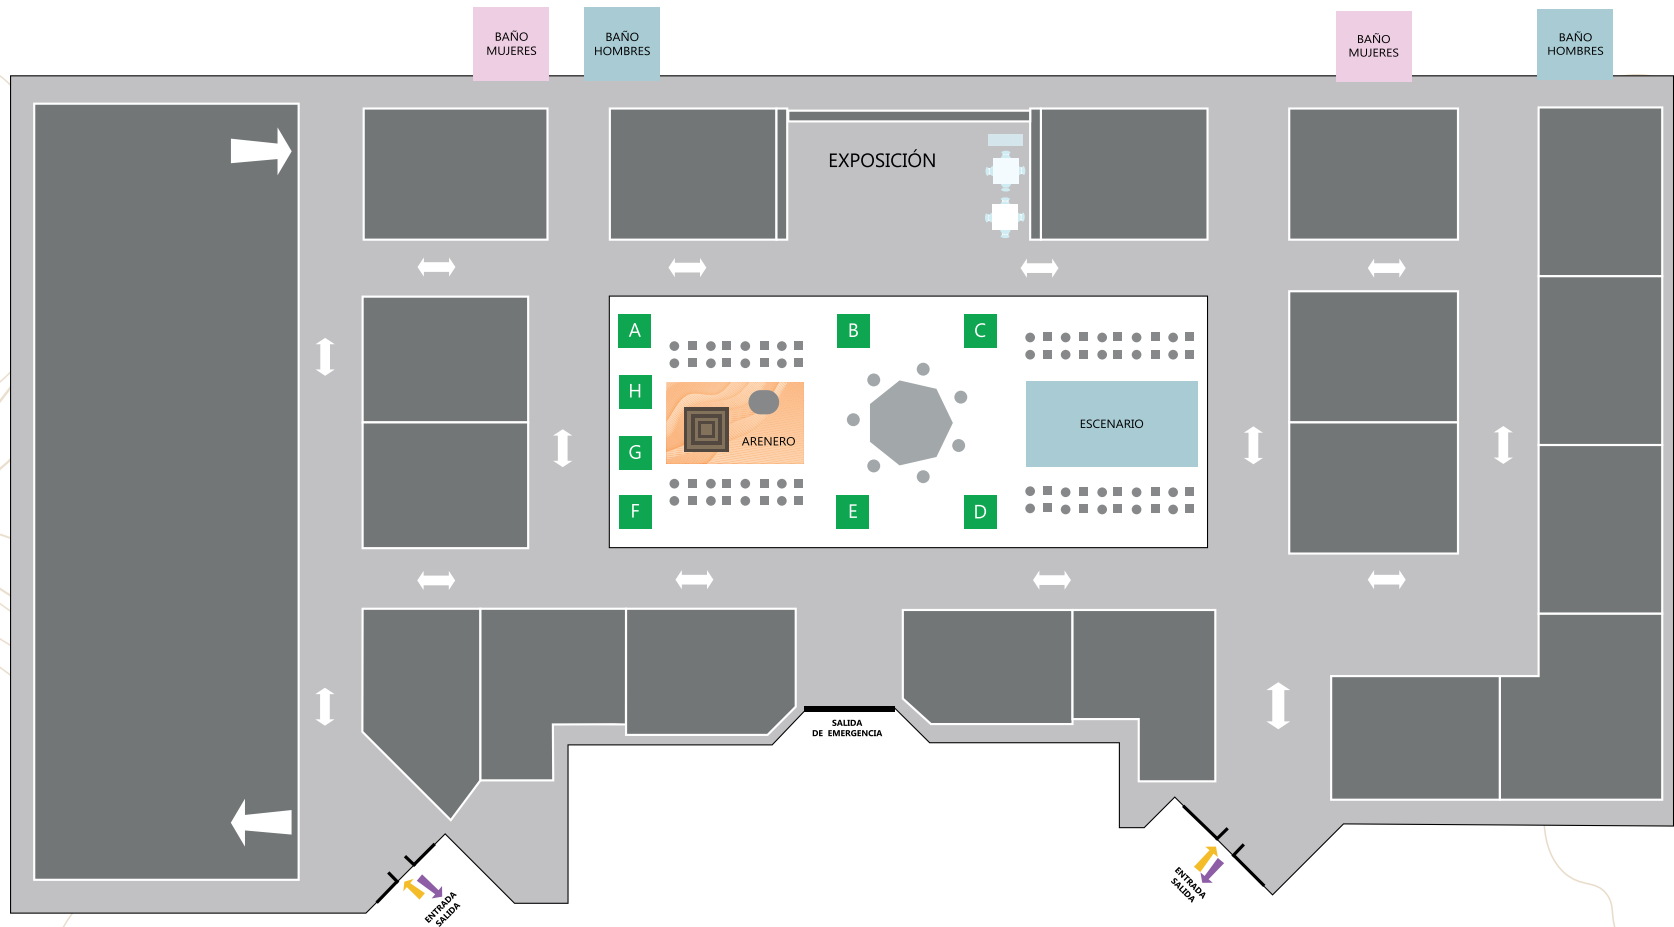 BAÑO
MUJERES
BAÑO
HOMBRES
BAÑO
MUJERES
BAÑO
HOMBRES
EXPOSICIÓN
A
B
C
H
ARENERO
ESCENARIO
G
F
E
D
SALIDA
DE EMERGENCIA
ENTRADA
SALIDA
ENTRADA
SALIDA